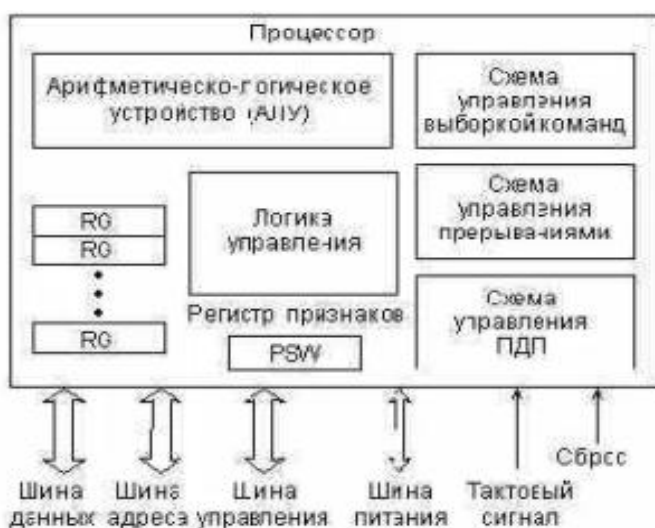 Процессор
Арифметическо-логическое
устройство (АЛУ)
Схема
управления
выборкой команд
RG
RG
RG
Логика
управления
Схема
управления
прерываниями
Регистр признаков
PSW
Схема
управления
ПДП
Шина
данных
Шина
адреса
Шина
управления
Шина
питания
Тактовый
сигнал
Сброс